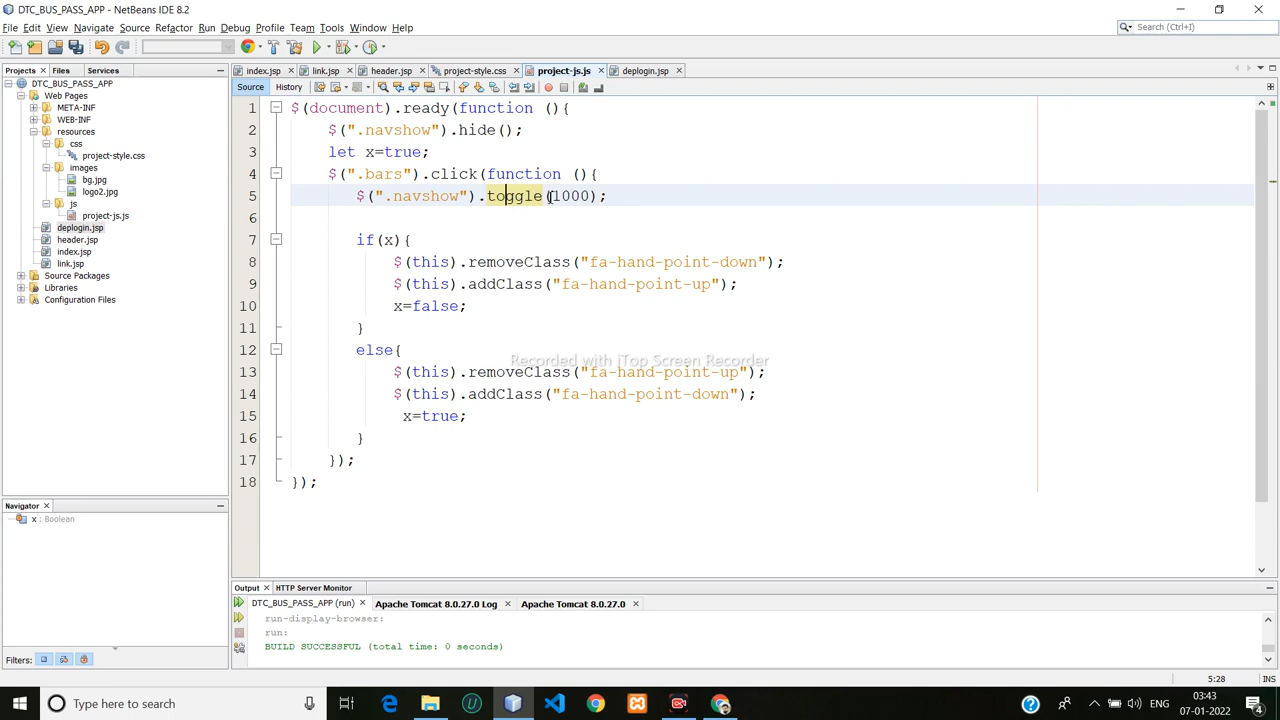 DTC_BUS_PASS_APP - NetBeans IDE 8.2
File Edit View Navigate Source Refactor Run Debug Profile Team Tools Window Help
Search (Ctrl+I)
Projects Files Services
index.jsp link.jsp header.jsp project-style.css project-js.js deplogin.jsp
Source History
DTC_BUS_PASS_APP
Web Pages
META-INF
WEB-INF
resources
css
project-style.css
images
bg.jpg
logo2.jpg
js
project-js.js
deplogin.jsp
header.jsp
index.jsp
link.jsp
Source Packages
Libraries
Configuration Files
1 $(document).ready(function (){
2 $(".navshow").hide();
3 let x=true;
4 $(".bars").click(function (){
5 $(".navshow").toggle(1000);
6
7 if(x){
8 $(this).removeClass("fa-hand-point-down");
9 $(this).addClass("fa-hand-point-up");
10 x=false;
11 }
12 else{
13 $(this).removeClass("fa-hand-point-up");
14 $(this).addClass("fa-hand-point-down");
15 x=true;
16 }
17 });
18 });
Recorded with iTop Screen Recorder
Navigator
x : Boolean
Filters:
Output HTTP Server Monitor
DTC_BUS_PASS_APP (run) Apache Tomcat 8.0.27.0 Log Apache Tomcat 8.0.27.0
run-display-browser:
run:
BUILD SUCCESSFUL (total time: 0 seconds)
5:28 INS
Type here to search
ENG
03:43
07-01-2022